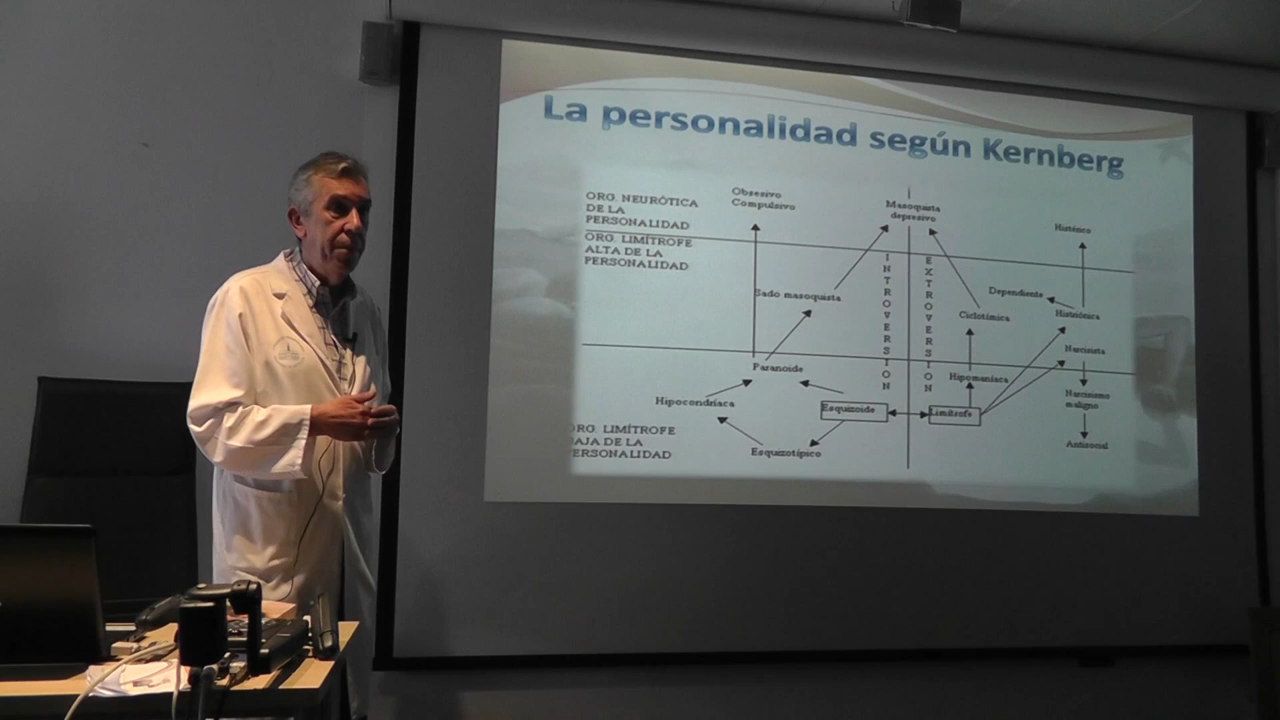 La personalidad según Kernberg
ORG. NEURÓTICA
DE LA
PERSONALIDAD
Obsesivo
Compulsivo
Masoquista
depresivo
Histérico
ORG. LIMÍTROFE
ALTA DE LA
PERSONALIDAD
INTROVERSION
EXTROVERSION
Sado masoquista
Dependiente
Ciclotímica
Histriónica
Narcisista
Paranoide
Hipomaníaca
Narcisismo
maligno
Hipocondríaca
Esquizoide
Limítrofe
ORG. LIMÍTROFE
BAJA DE LA
PERSONALIDAD
Esquizotípico
Antisocial